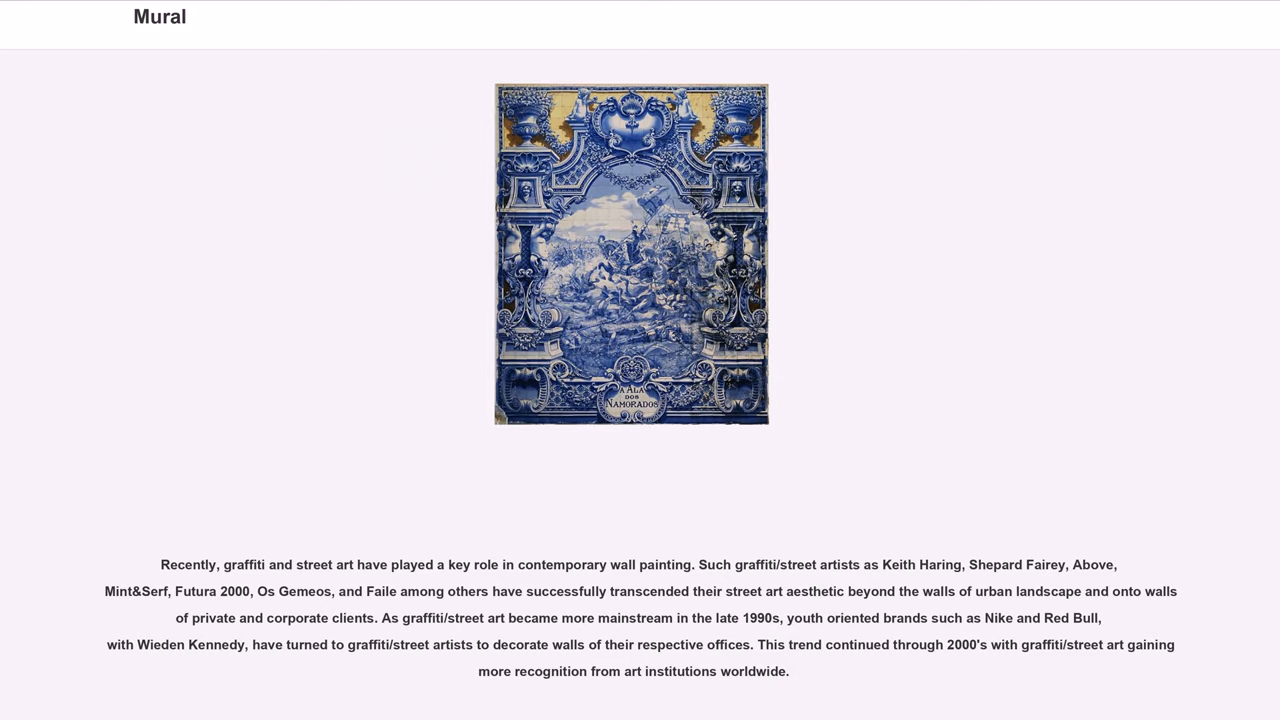 Mural
A ALA
DOS
NAMORADOS
Recently, graffiti and street art have played a key role in contemporary wall painting. Such graffiti/street artists as Keith Haring, Shepard Fairey, Above,
Mint&Serf, Futura 2000, Os Gemeos, and Faile among others have successfully transcended their street art aesthetic beyond the walls of urban landscape and onto walls
of private and corporate clients. As graffiti/street art became more mainstream in the late 1990s, youth oriented brands such as Nike and Red Bull,
with Wieden Kennedy, have turned to graffiti/street artists to decorate walls of their respective offices. This trend continued through 2000's with graffiti/street art gaining
more recognition from art institutions worldwide.